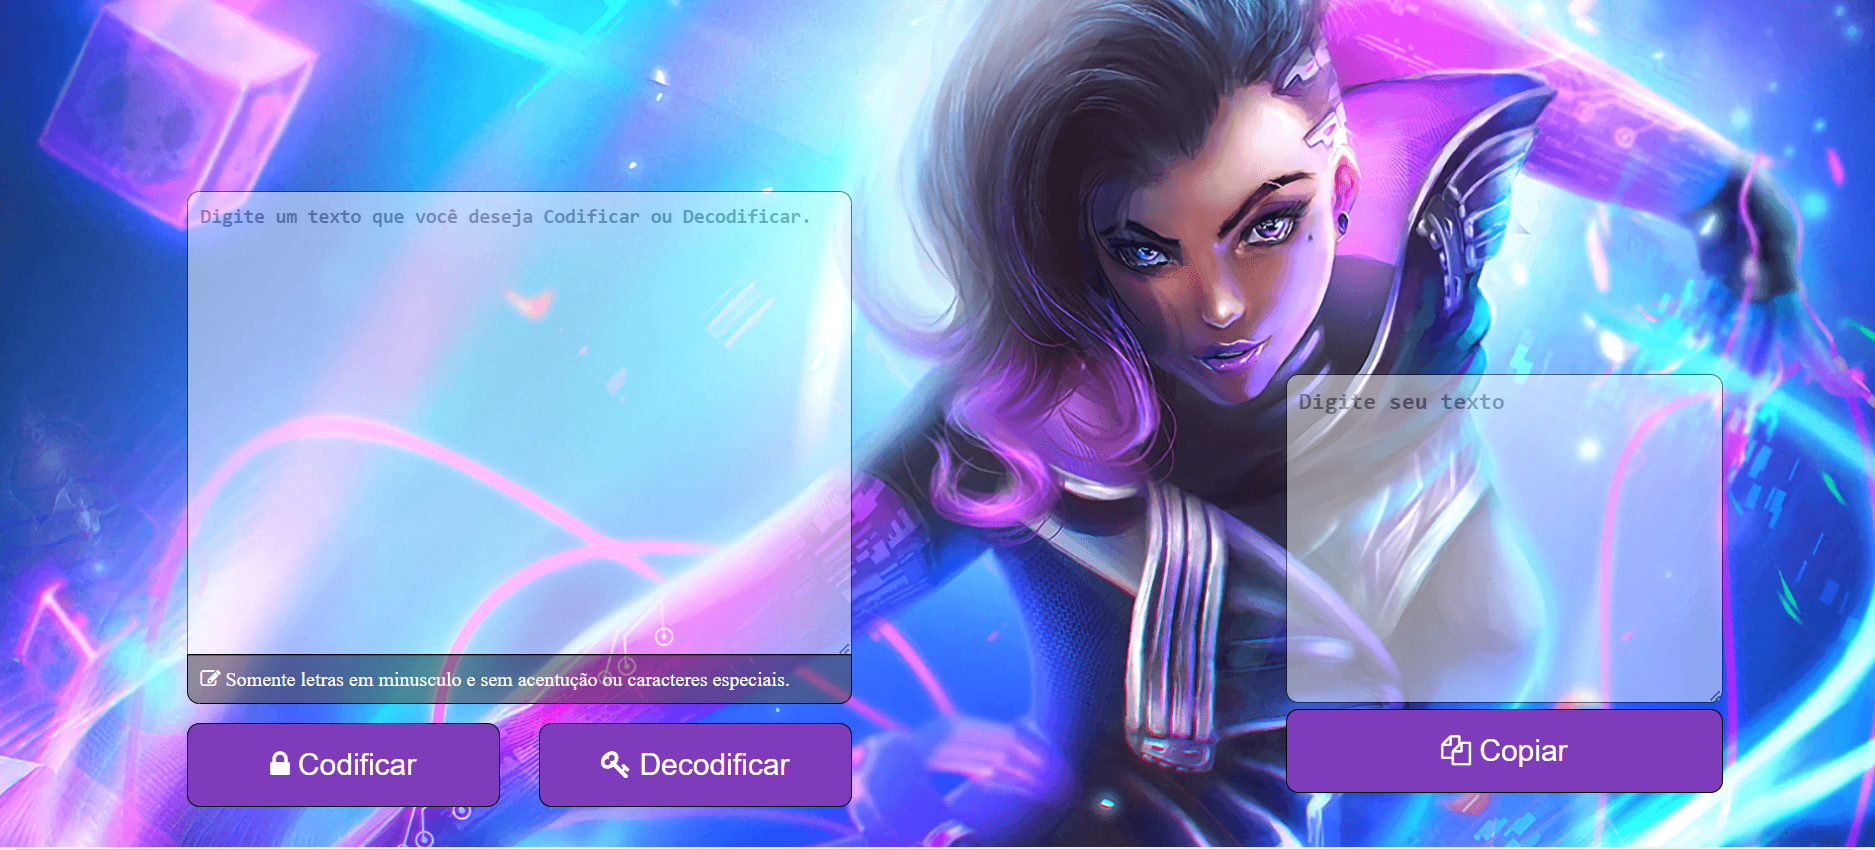 Digite um texto que você deseja Codificar ou Decodificar.
Somente letras em minusculo e sem acentução ou caracteres especiais.
Codificar
Decodificar
Digite seu texto
Copiar